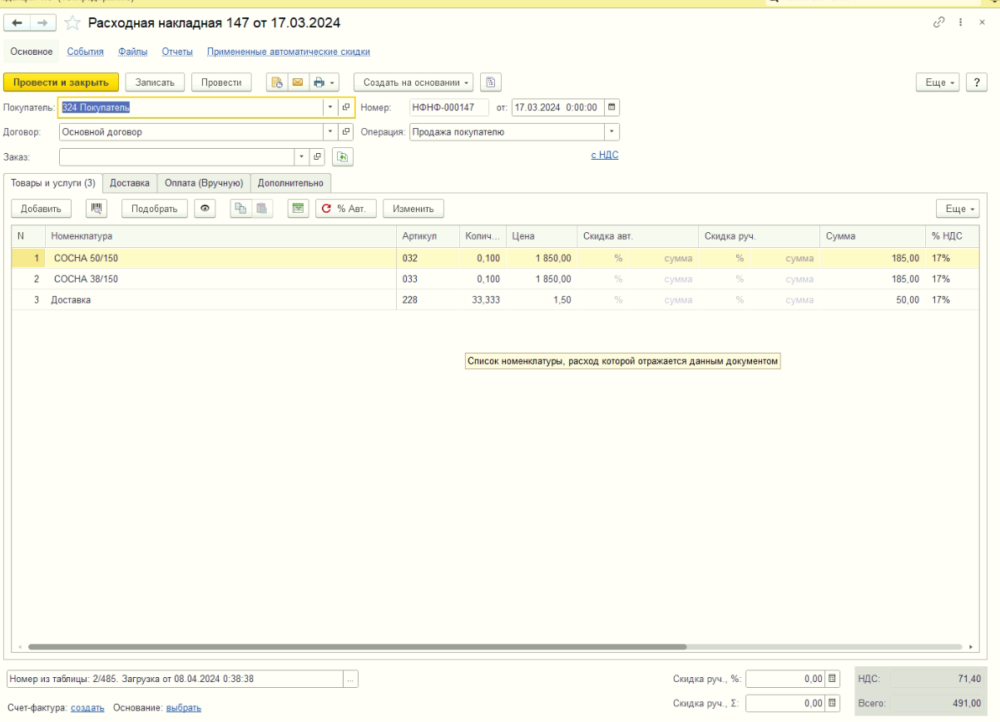 Расходная накладная 147 от 17.03.2024
Основное События Файлы Отчеты Примененные автоматические скидки
Провести и закрыть Записать Провести Создать на основании Еще ?
Покупатель: 324 Покупатель Номер: НФНФ-000147 от: 17.03.2024 0:00:00
Договор: Основной договор Операция: Продажа покупателю
Заказ: с НДС
Товары и услуги (3) Доставка Оплата (Вручную) Дополнительно
Добавить Подобрать % Авт. Изменить Еще
N Номенклатура Артикул Колич... Цена Скидка авт. Скидка руч. Сумма % НДС
1 СОСНА 50/150 032 0,100 1 850,00 % сумма % сумма 185,00 17%
2 СОСНА 38/150 033 0,100 1 850,00 % сумма % сумма 185,00 17%
3 Доставка 228 33,333 1,50 % сумма % сумма 50,00 17%
Список номенклатуры, расход которой отражается данным документом
Номер из таблицы: 2/485. Загрузка от 08.04.2024 0:38:38 ... Скидка руч., %: 0,00 НДС: 71,40
Счет-фактура: создать Основание: выбрать Скидка руч., Σ: 0,00 Всего: 491,00